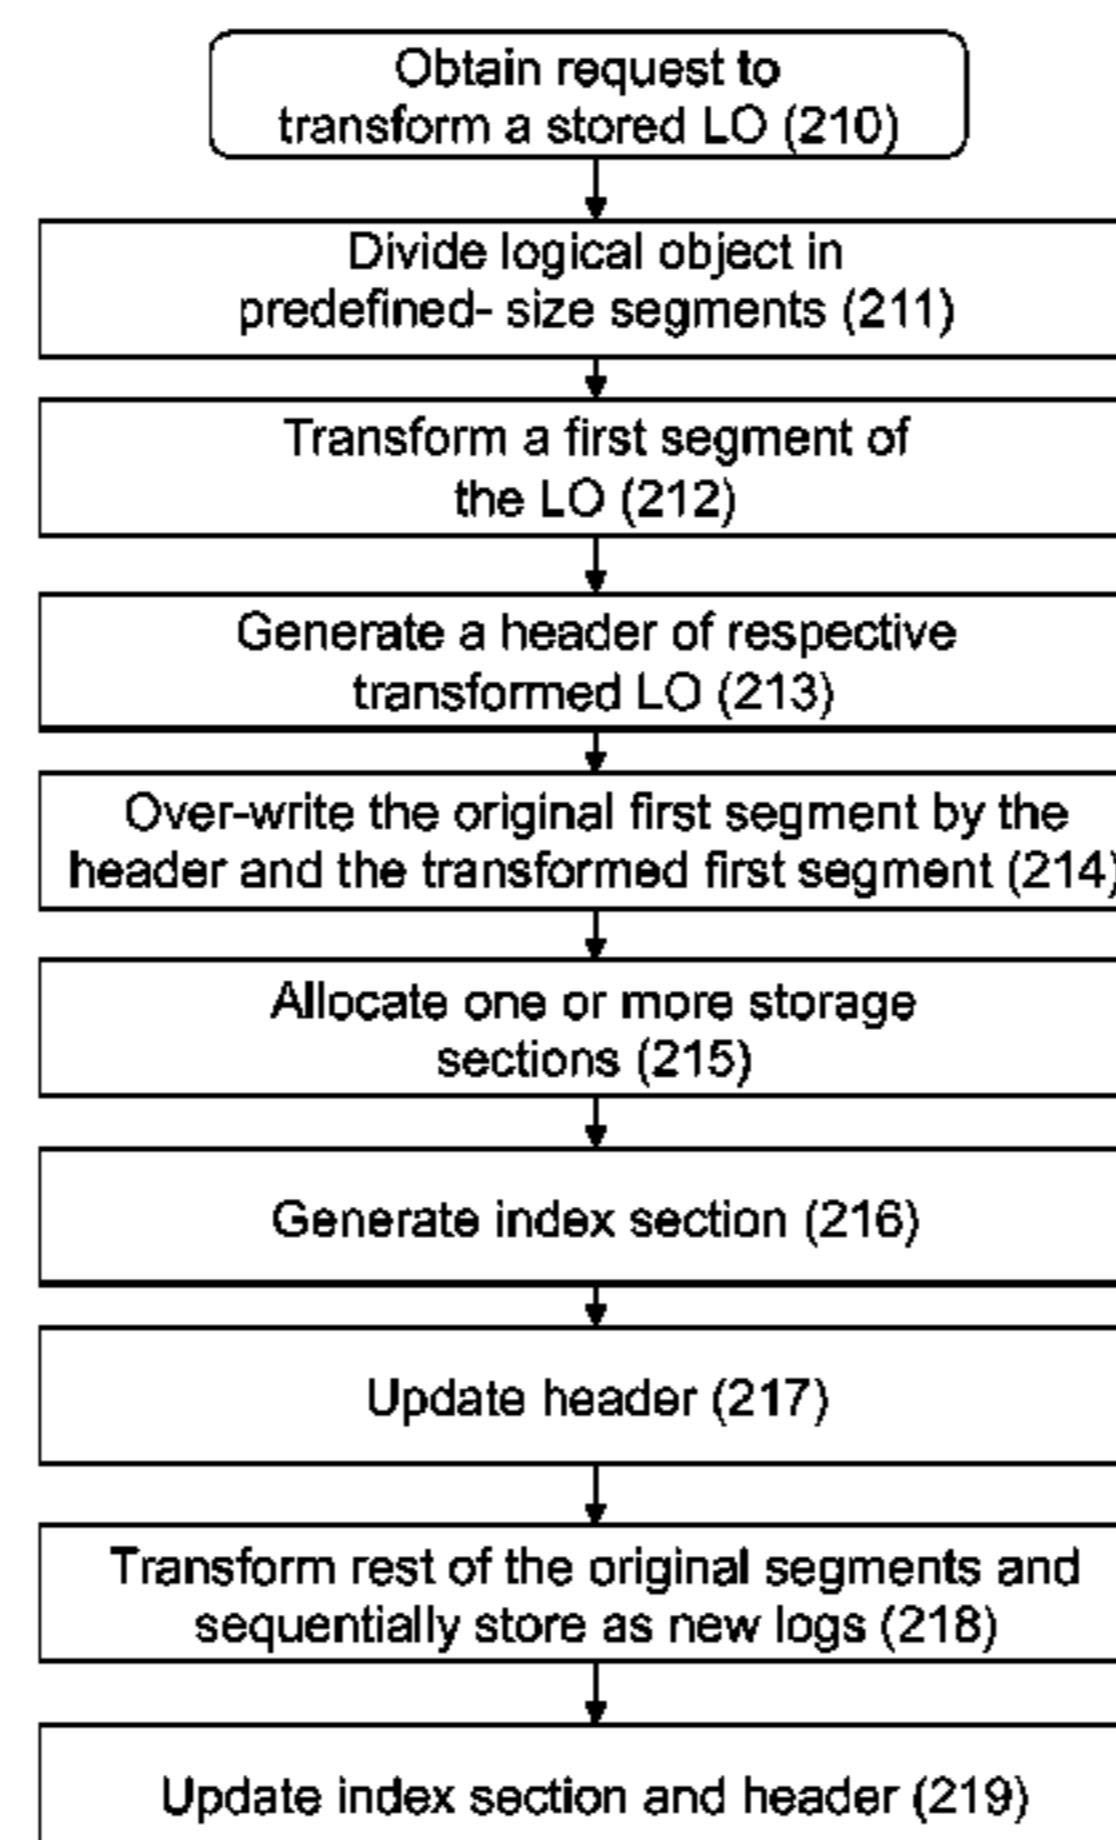 Obtain request to
transform a stored LO (210)
Divide logical object in
predefined- size segments (211)
Transform a first segment of
the LO (212)
Generate a header of respective
transformed LO (213)
Over-write the original first segment by the
header and the transformed first segment (214)
Allocate one or more storage
sections (215)
Generate index section (216)
Update header (217)
Transform rest of the original segments and
sequentially store as new logs (218)
Update index section and header (219)